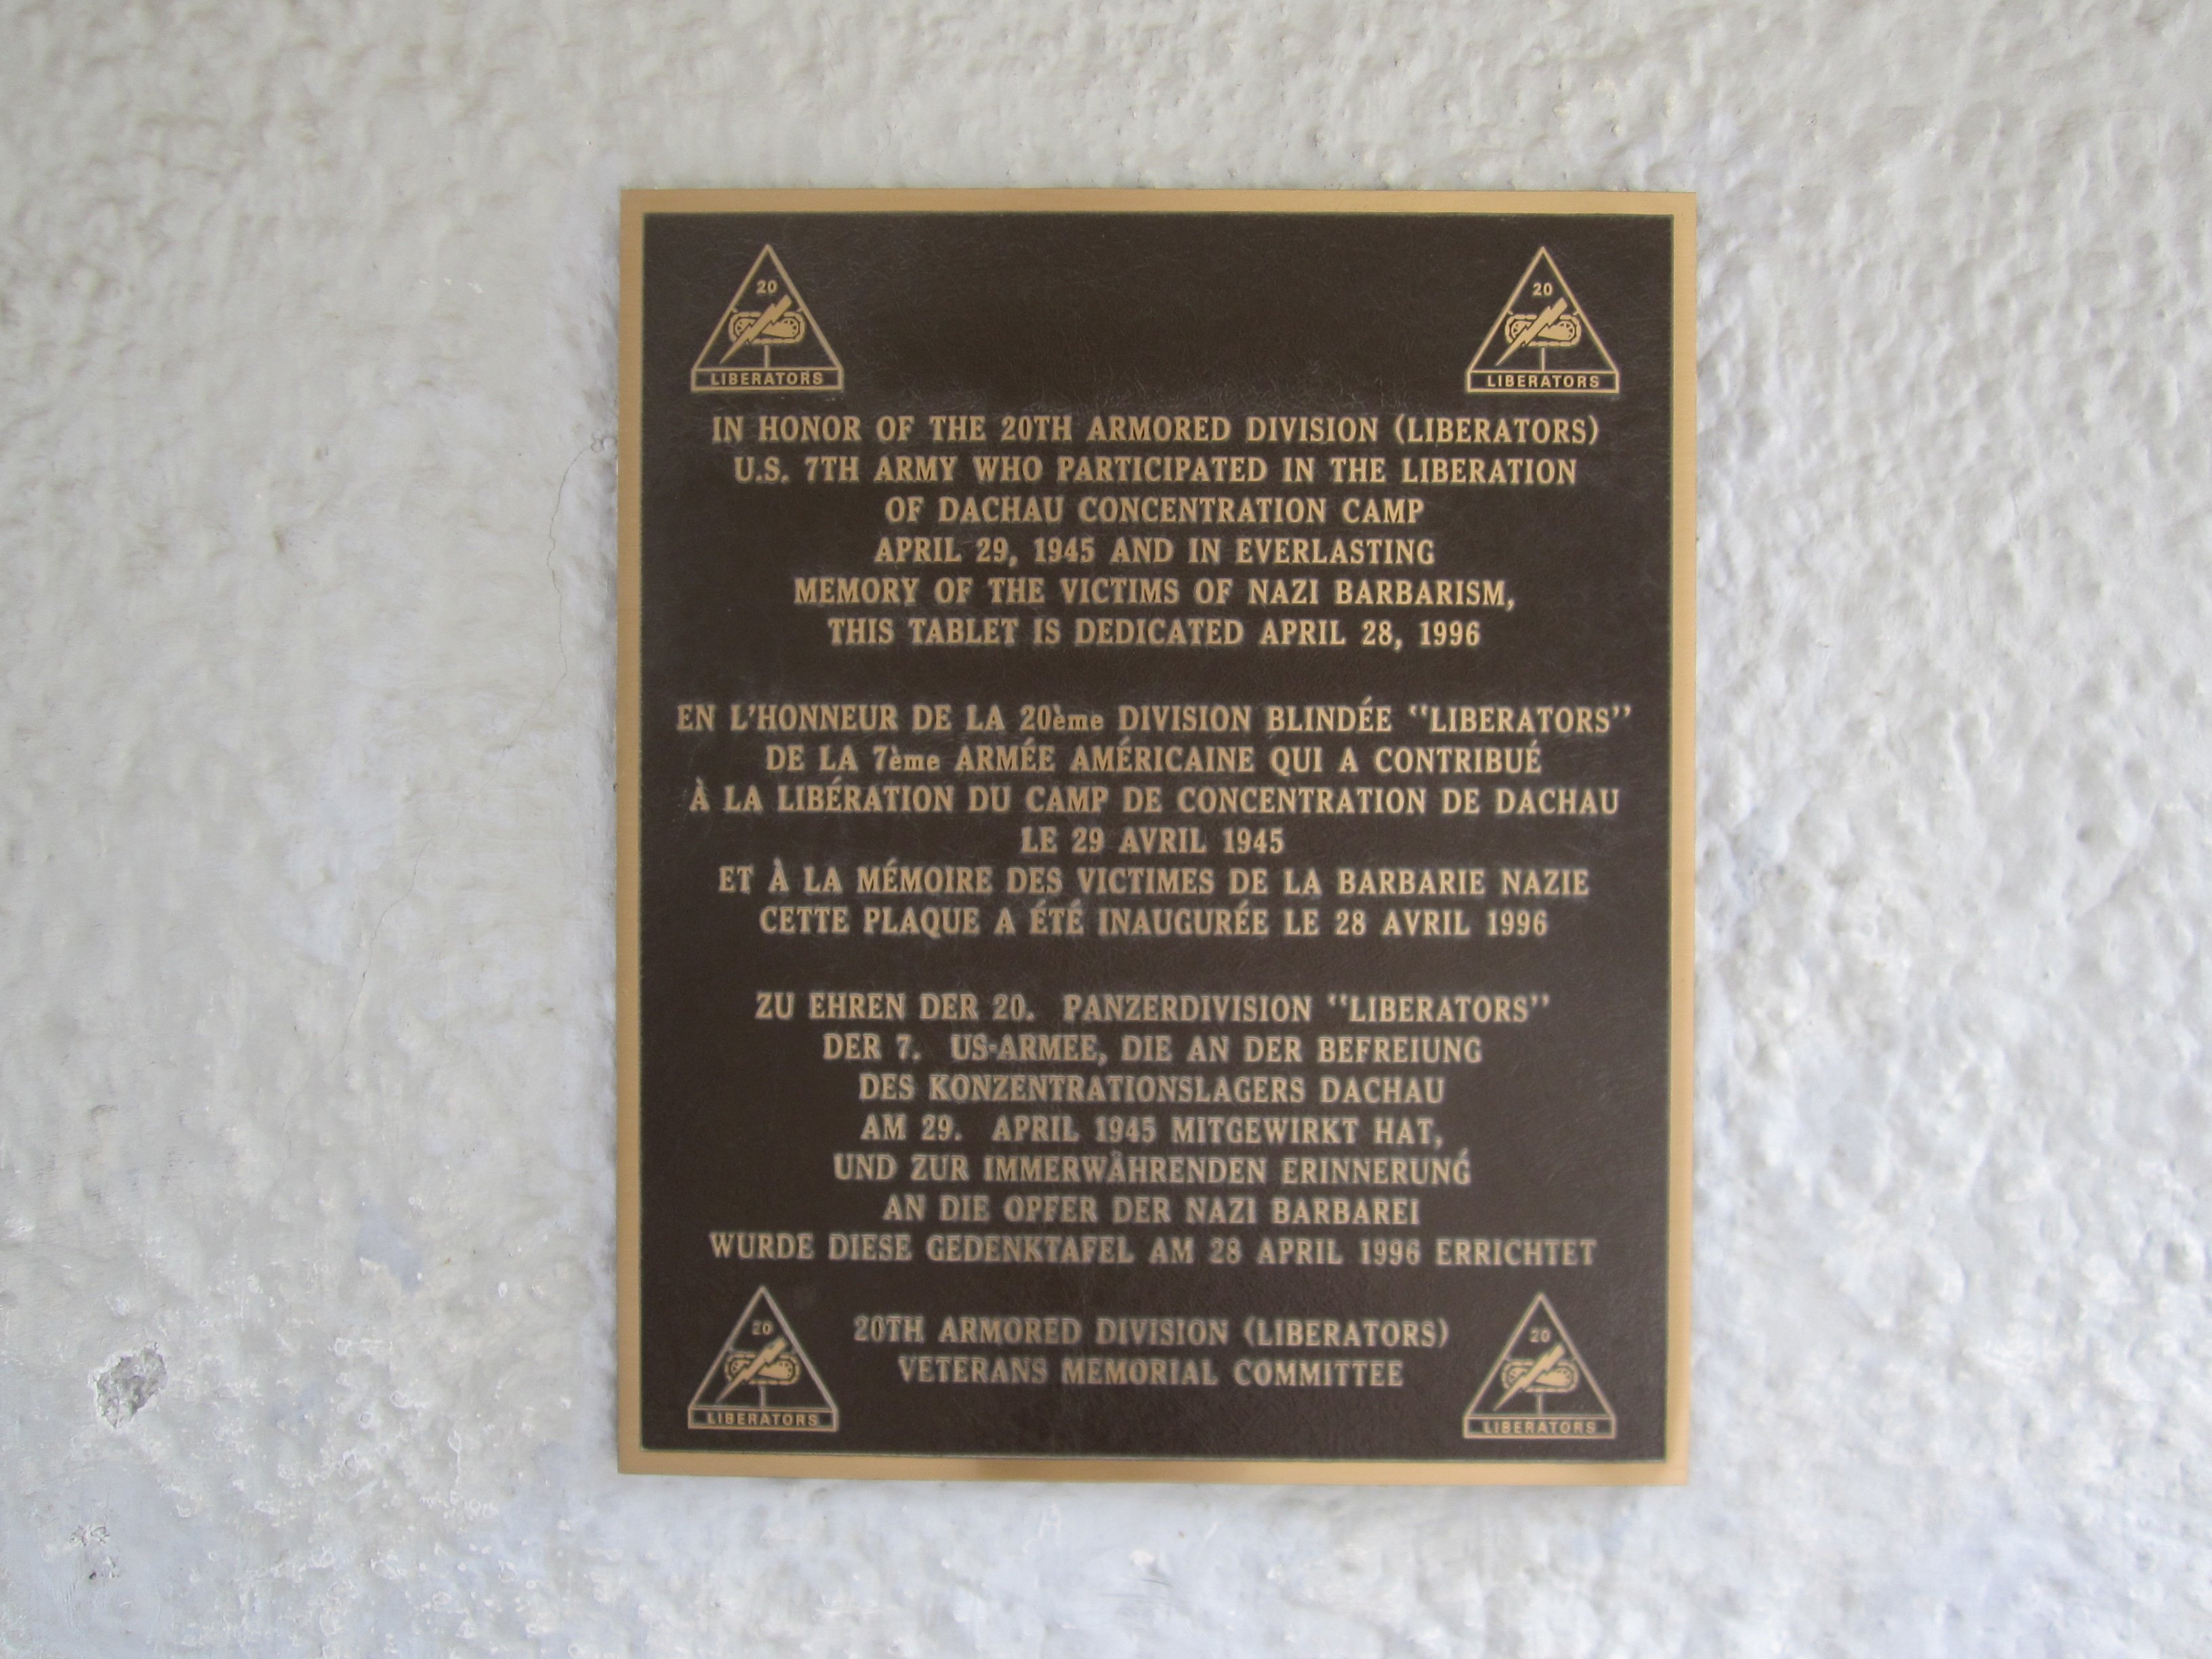 20
20
LIBERATORS
LIBERATORS
IN HONOR OF THE 20TH ARMORED DIVISION (LIBERATORS)
U.S. 7TH ARMY WHO PARTICIPATED IN THE LIBERATION
OF DACHAU CONCENTRATION CAMP
APRIL 29, 1945 AND IN EVERLASTING
MEMORY OF THE VICTIMS OF NAZI BARBARISM,
THIS TABLET IS DEDICATED APRIL 28, 1996
EN L'HONNEUR DE LA 20ème DIVISION BLINDÉE "LIBERATORS"
DE LA 7ème ARMÉE AMÉRICAINE QUI A CONTRIBUÉ
À LA LIBÉRATION DU CAMP DE CONCENTRATION DE DACHAU
LE 29 AVRIL 1945
ET À LA MÉMOIRE DES VICTIMES DE LA BARBARIE NAZIE
CETTE PLAQUE A ÉTÉ INAUGURÉE LE 28 AVRIL 1996
ZU EHREN DER 20. PANZERDIVISION "LIBERATORS"
DER 7. US-ARMEE, DIE AN DER BEFREIUNG
DES KONZENTRATIONSLAGERS DACHAU
AM 29. APRIL 1945 MITGEWIRKT HAT,
UND ZUR IMMERWÄHRENDEN ERINNERUNG
AN DIE OPFER DER NAZI BARBAREI
WURDE DIESE GEDENKTAFEL AM 28 APRIL 1996 ERRICHTET
20TH ARMORED DIVISION (LIBERATORS)
VETERANS MEMORIAL COMMITTEE
20
20
LIBERATORS
LIBERATORS